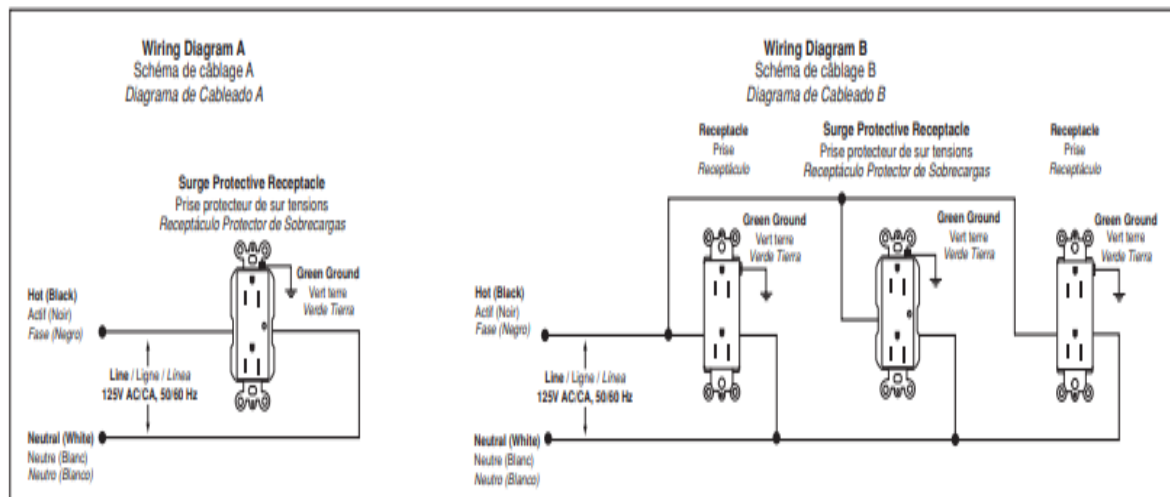 Wiring Diagram A
Schéma de câblage A
Diagrama de Cableado A
Surge Protective Receptacle
Prise protecteur de sur tensions
Receptáculo Protector de Sobrecargas
Green Ground
Vert terre
Verde Tierra
Hot (Black)
Actif (Noir)
Fase (Negro)
Line / Ligne / Línea
125V AC/CA, 50/60 Hz
Neutral (White)
Neutre (Blanc)
Neutro (Blanco)
Wiring Diagram B
Schéma de câblage B
Diagrama de Cableado B
Receptacle
Prise
Receptáculo
Surge Protective Receptacle
Prise protecteur de sur tensions
Receptáculo Protector de Sobrecargas
Receptacle
Prise
Receptáculo
Green Ground
Vert terre
Verde Tierra
Green Ground
Vert terre
Verde Tierra
Green Ground
Vert terre
Verde Tierra
Hot (Black)
Actif (Noir)
Fase (Negro)
Line / Ligne / Línea
125V AC/CA, 50/60 Hz
Neutral (White)
Neutre (Blanc)
Neutro (Blanco)